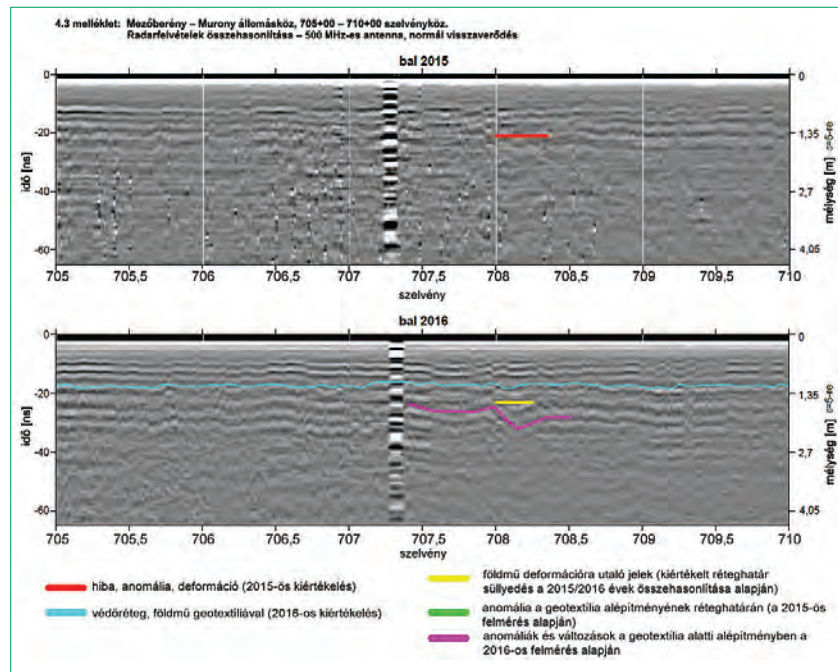 4.3 melléklet: Mezőberény – Murony állomásköz, 705+00 – 710+00 szelvényköz.
Radarfelvételek összehasonlítása – 500 MHz-es antenna, normál visszaverődés
bal 2015
0
-20
-40
-60
idő [ns]
0
1,35
2,7
4,05
mélység [m] c=5-re
705
706
706,5
707
707,5
708
708,5
709
709,5
710
szelvény
bal 2016
0
-20
-40
-60
idő [ns]
0
1,35
2,7
4,05
mélység [m] c=5-re
705
705,5
706
706,5
707
707,5
708
708,5
709
709,5
710
szelvény
hiba, anomália, deformáció (2015-ös kiértékelés)
védőréteg, földmű geotextíliával (2016-os kiértékelés)
földmű deformációra utaló jelek (kiértékelt réteghatár
süllyedés a 2015/2016 évek összehasonlítása alapján)
anomália a geotextília alépítményének réteghatárán (a 2015-ös
felmérés alapján)
anomáliák és változások a geotextília alatti alépítményben a
2016-os felmérés alapján